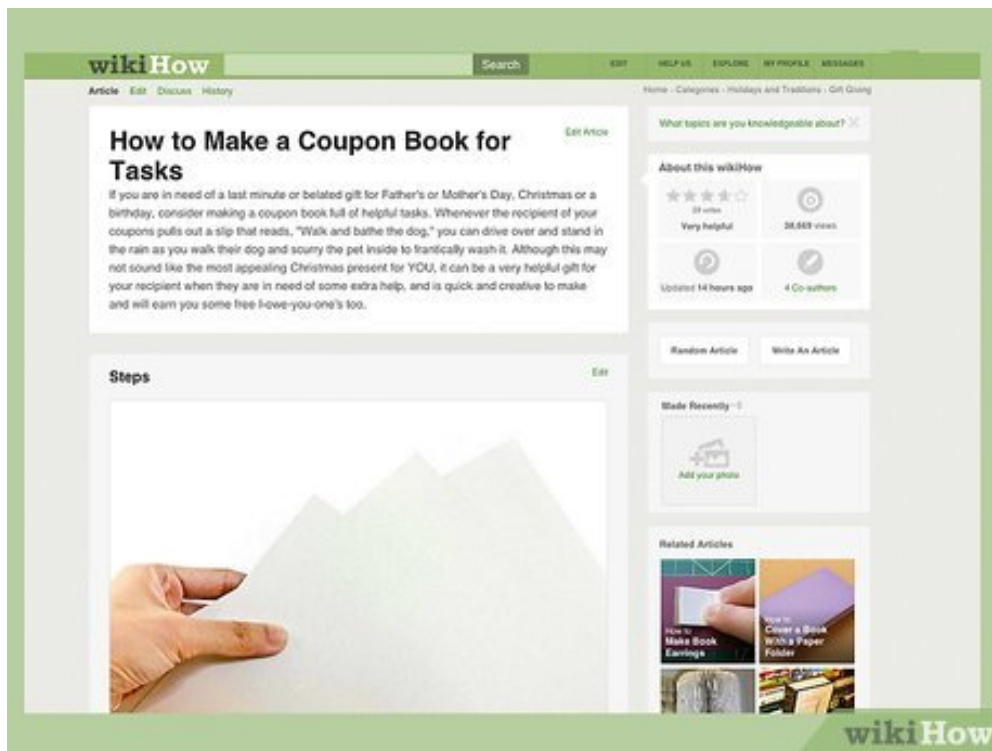 wikiHow
Search
EDIT
HELP US
EXPLORE
MY PROFILE
MESSAGES
Article Edit Discuss History
Home - Categories - Holidays and Traditions - Gift Giving
How to Make a Coupon Book for
Tasks
Edit Article
If you are in need of a last minute or belated gift for Father's or Mother's Day, Christmas or a
birthday, consider making a coupon book full of helpful tasks. Whenever the recipient of your
coupons pulls out a slip that reads, "Walk and bathe the dog," you can drive over and stand in
the rain as you walk their dog and scurry the pet inside to frantically wash it. Although this may
not sound like the most appealing Christmas present for YOU, it can be a very helpful gift for
your recipient when they are in need of some extra help, and is quick and creative to make
and will earn you some free I-owe-you-one's too.
Steps
Edit
What topics are you knowledgeable about?
About this wikiHow
votes
Very helpful
views
Updated 14 hours ago
4 Co-authors
Random Article
Write An Article
Made Recently
Add your photo
Related Articles
How to
Make Book
Earrings
How to
Cover a Book
With a Paper
Folder
wikiHow